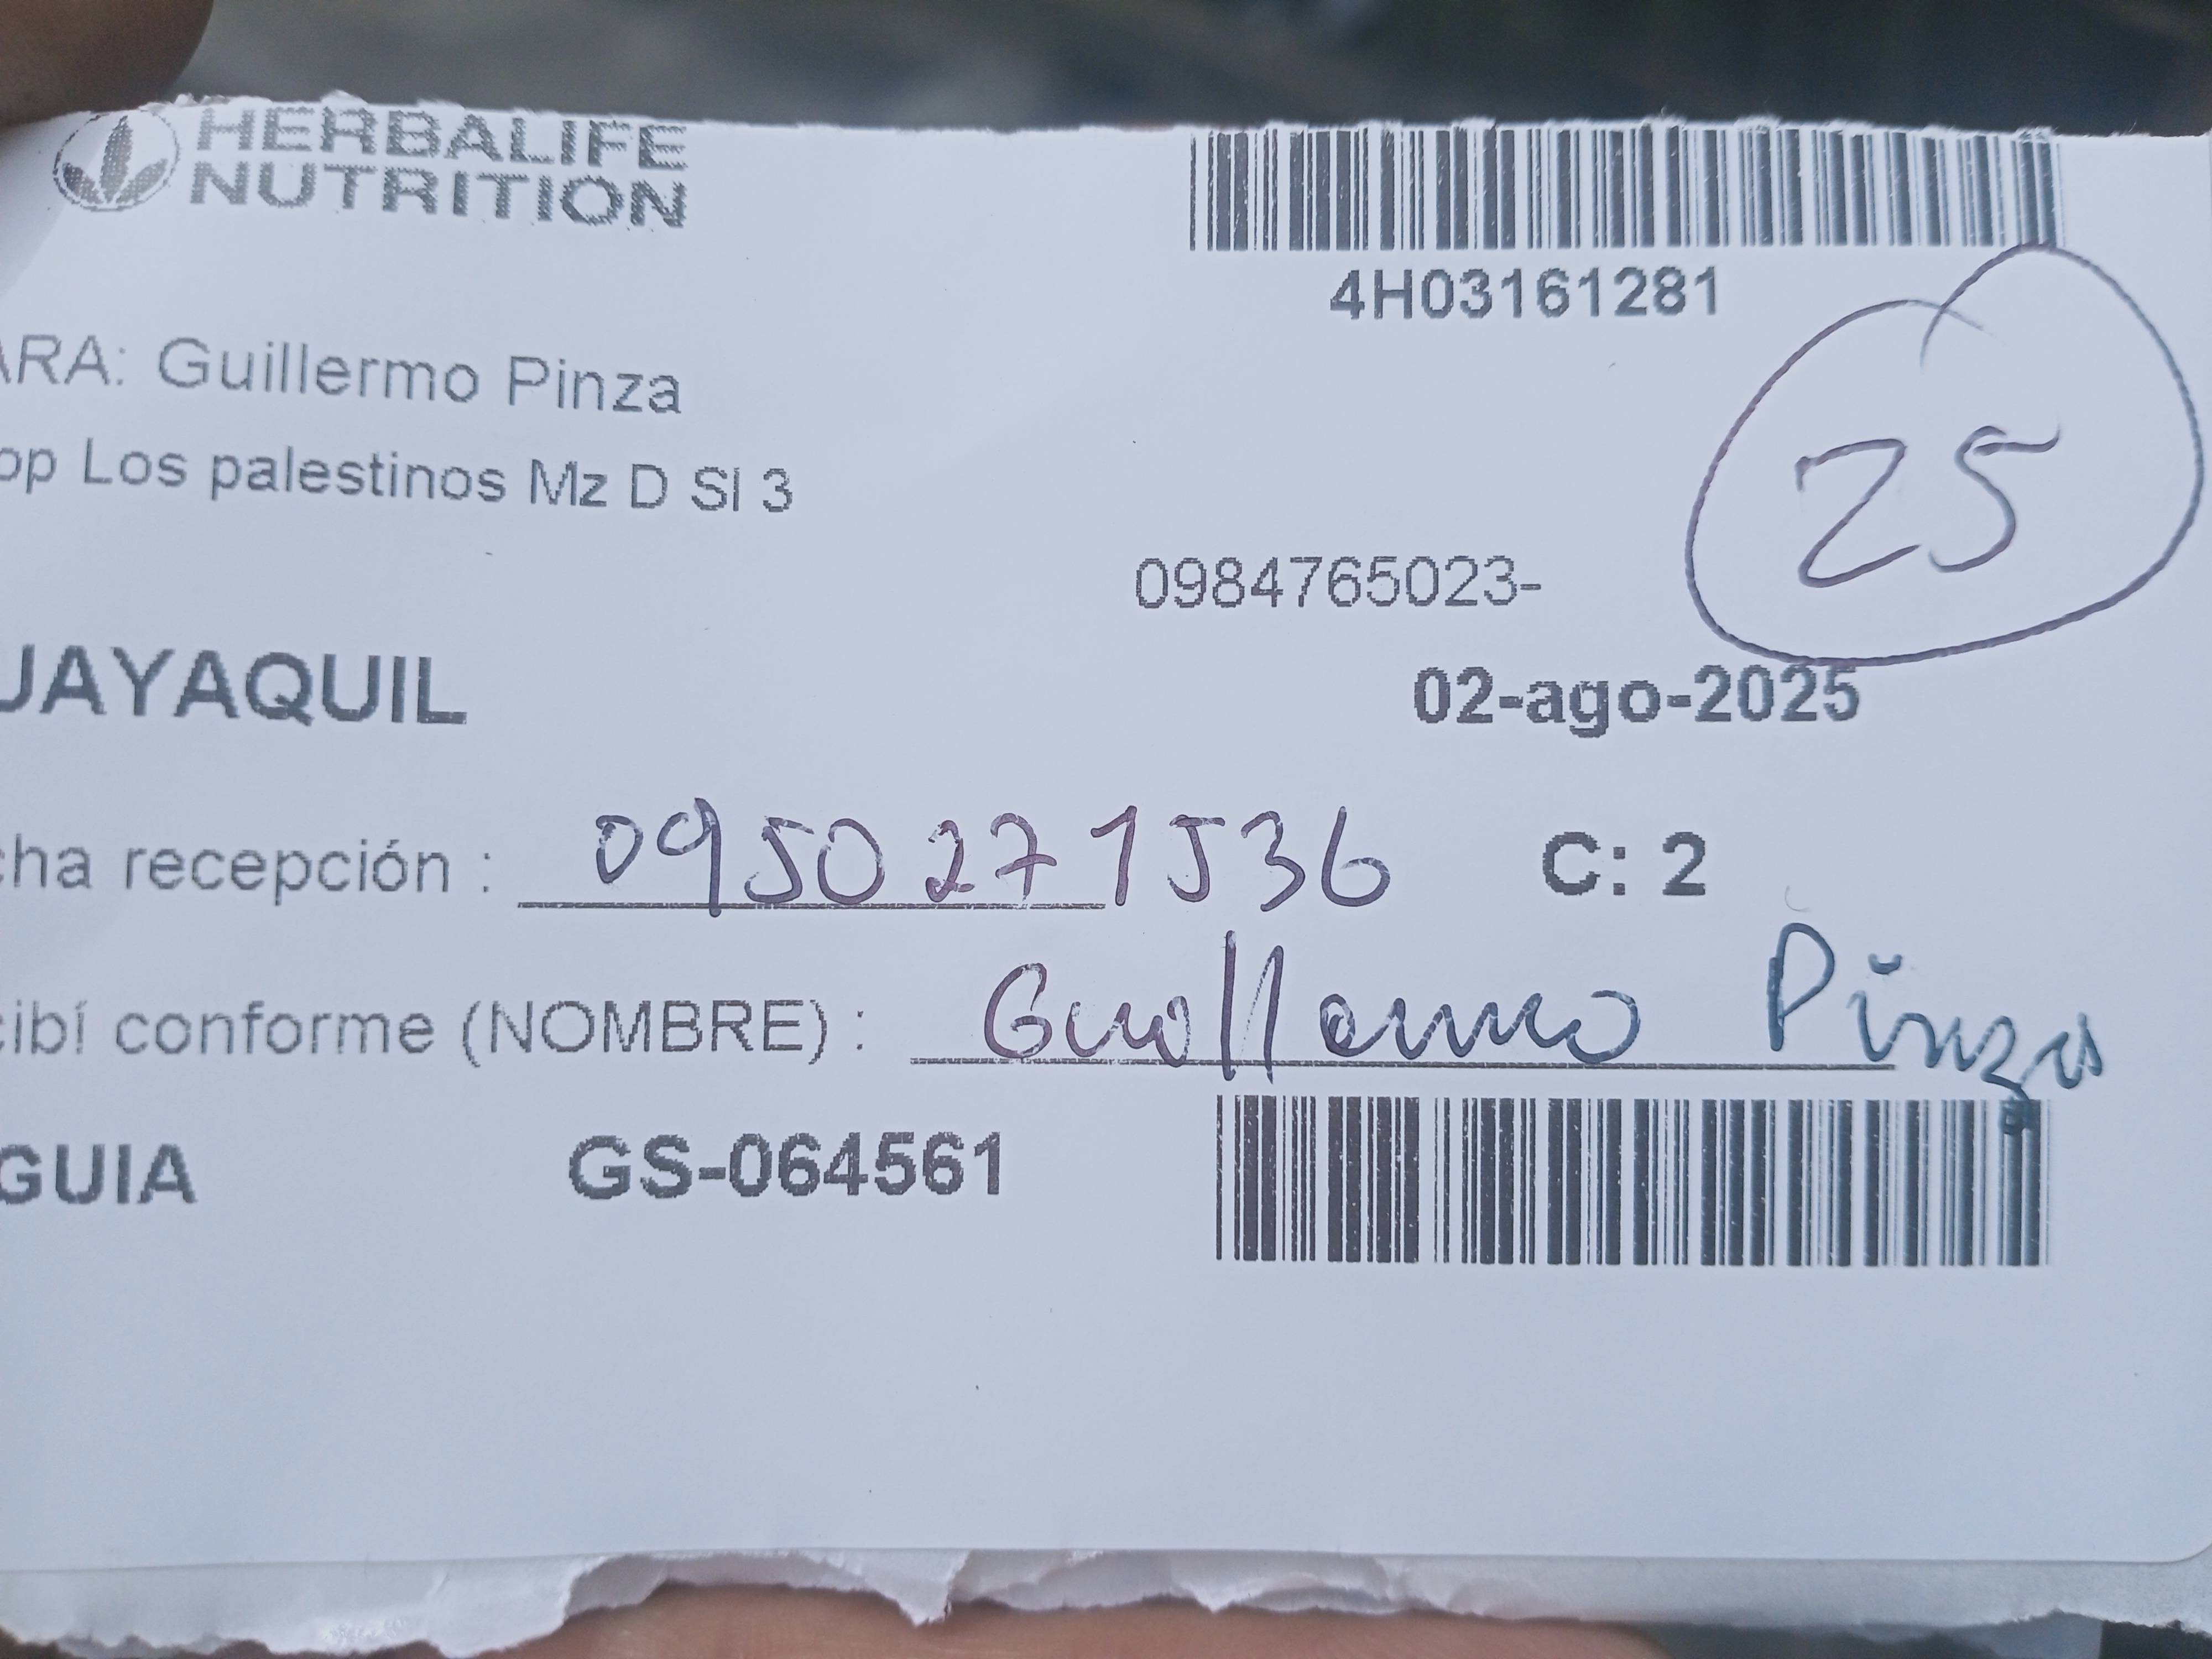 HERBALIFE
NUTRITION
4H03161281
ARA: Guillermo Pinza
25
op Los palestinos Mz D Sl 3
0984765023-
UAYAQUIL
02-ago-2025
cha recepción : 0950271536 C: 2
cibí conforme (NOMBRE) : Guillermo Pinza
GUIA GS-064561